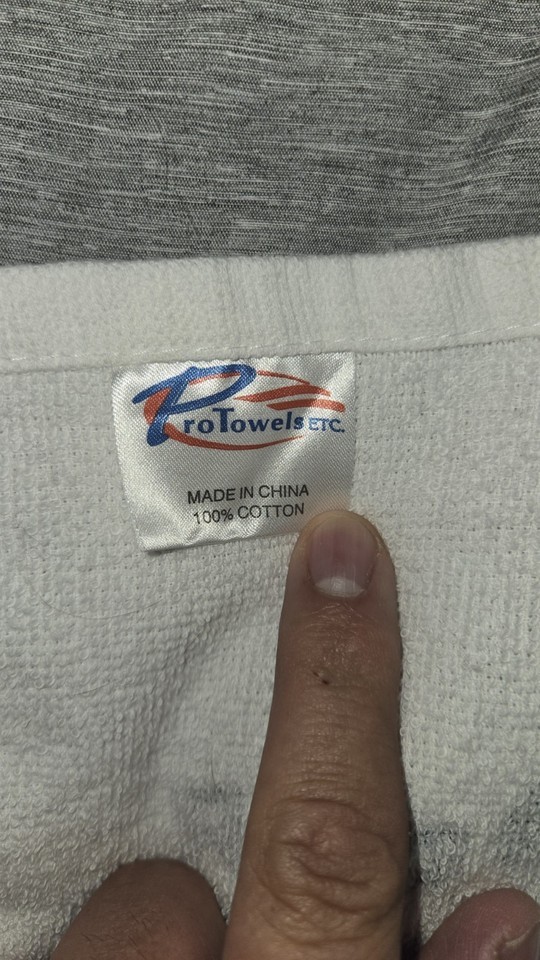 ProTowels ETC.
MADE IN CHINA
100% COTTON